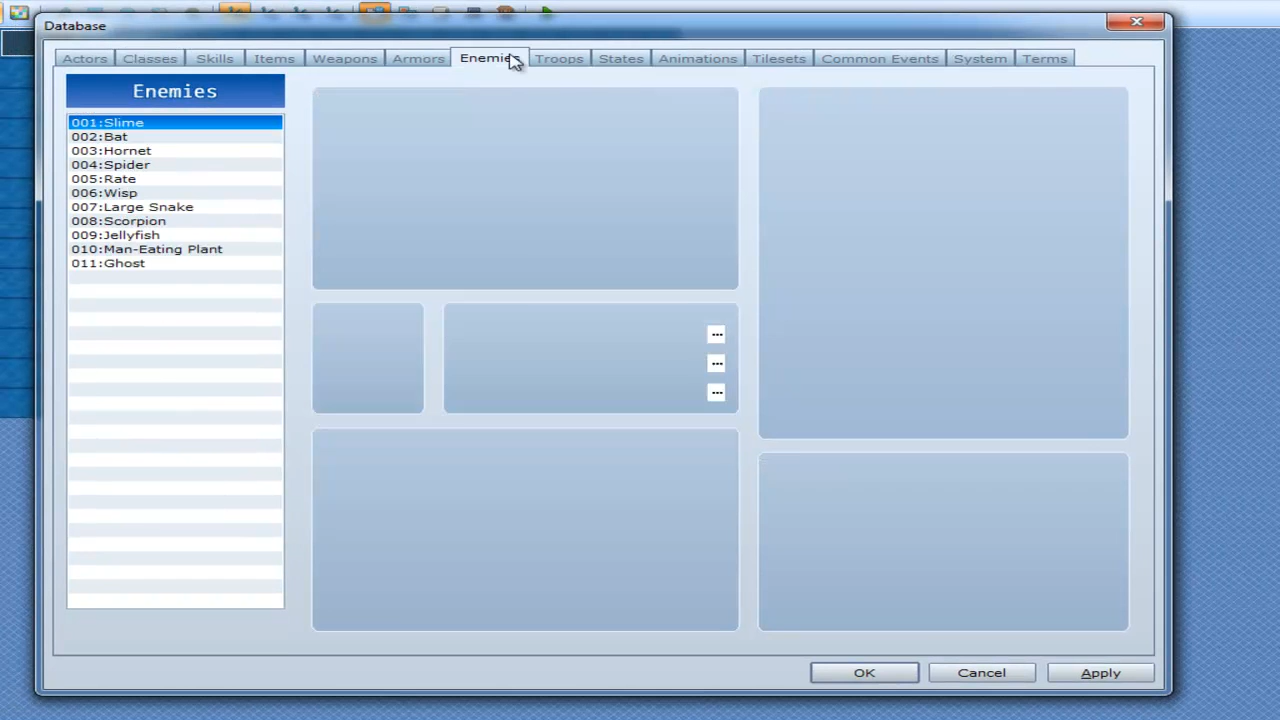 Database
Actors Classes Skills Items Weapons Armors Enemies Troops States Animations Tilesets Common Events System Terms
Enemies
001:Slime
002:Bat
003:Hornet
004:Spider
005:Rate
006:Wisp
007:Large Snake
008:Scorpion
009:Jellyfish
010:Man-Eating Plant
011:Ghost
...
...
...
OK Cancel Apply